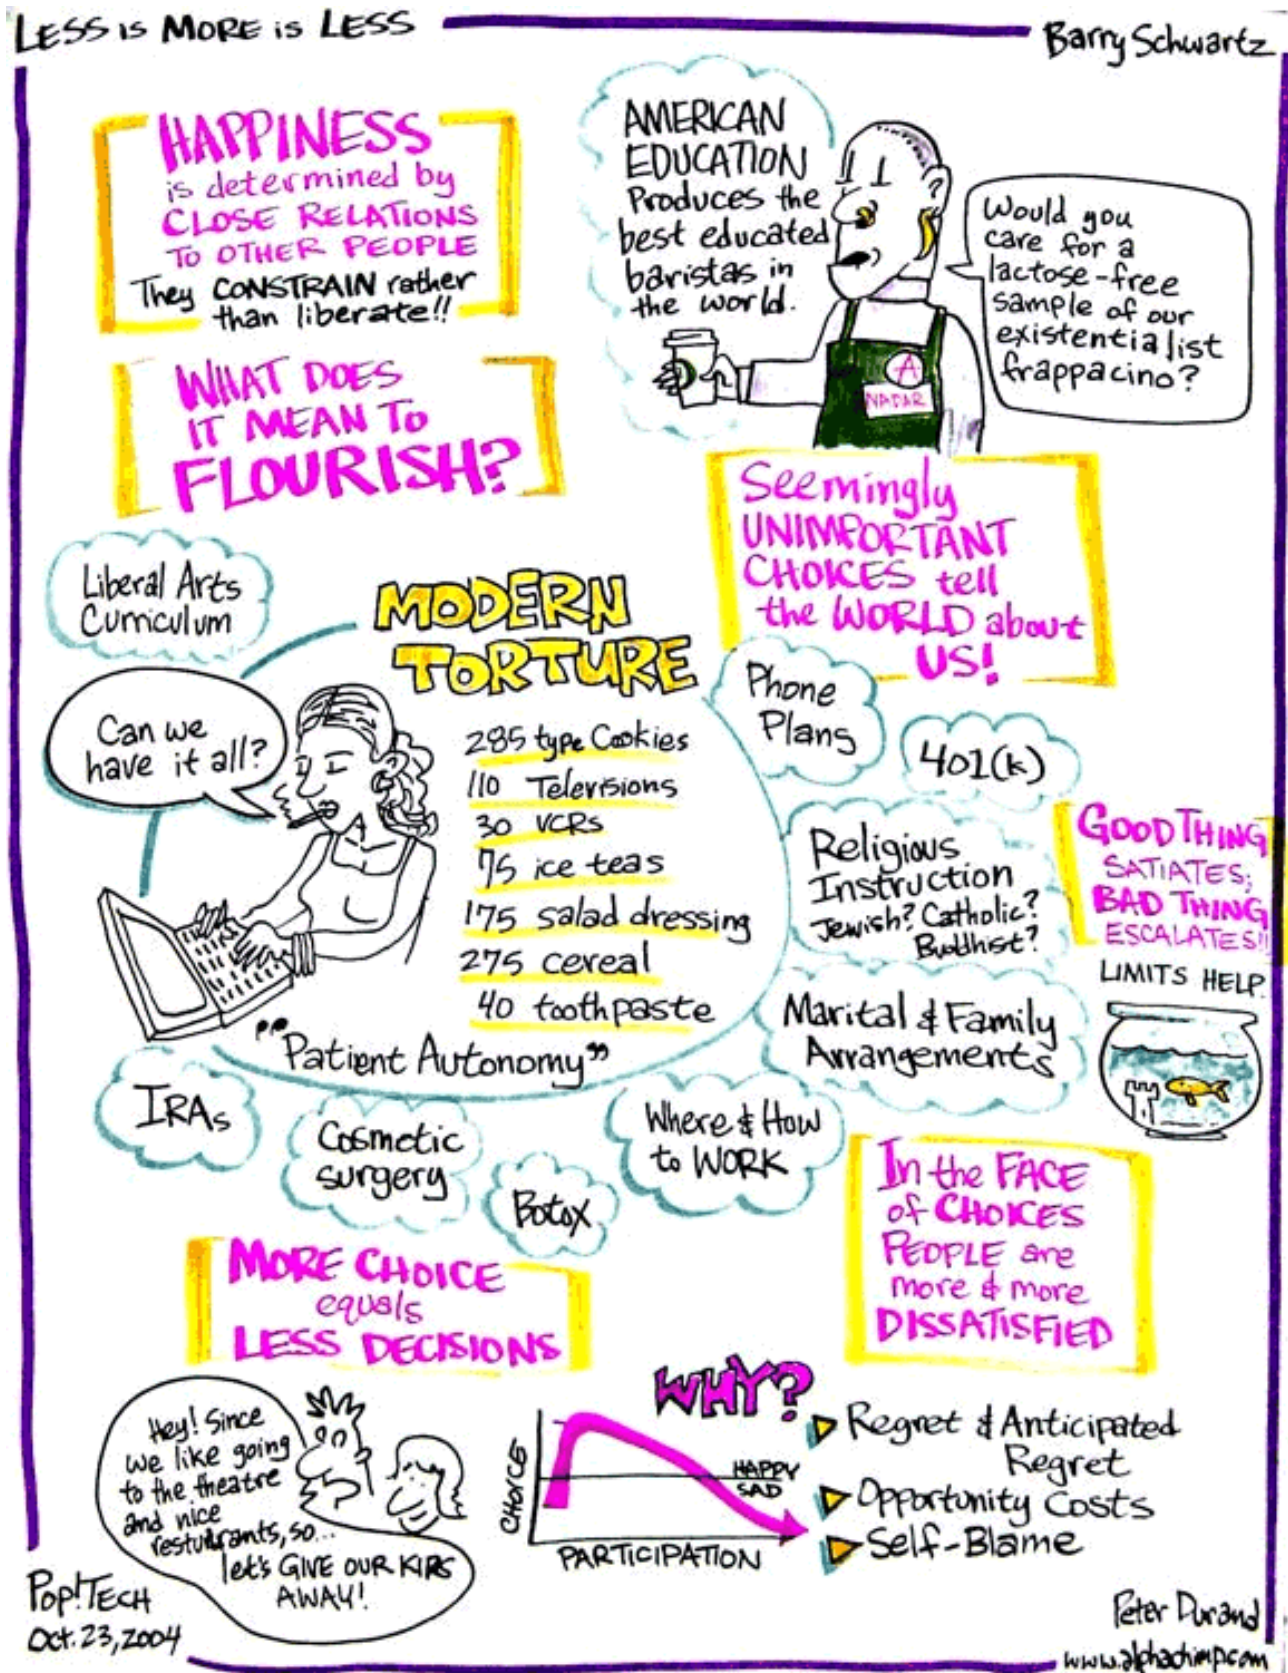 LESS is MORE is LESS
Barry Schwartz
HAPPINESS
is determined by
CLOSE RELATIONS
TO OTHER PEOPLE
They CONSTRAIN rather
than liberate!!
AMERICAN
EDUCATION
Produces the
best educated
baristas in
the world.
Would you
care for a
lactose-free
sample of our
existentialist
frappacino?
A
NADAR
WHAT DOES
IT MEAN TO
FLOURISH?
Seemingly
UNIMPORTANT
CHOICES tell
the WORLD about
US!
Liberal Arts
Curriculum
Can we
have it all?
MODERN
TORTURE
285 type Cookies
110 Televisions
30 VCRs
75 ice teas
175 salad dressing
275 cereal
40 toothpaste
"Patient Autonomy"
Phone
Plans
401(k)
Religious
Instruction
Jewish? Catholic?
Buddhist?
Marital & Family
Arrangements
GOOD THING
SATIATES;
BAD THING
ESCALATES!!
LIMITS HELP.
IRAs
Cosmetic
surgery
Botox
Where & How
to WORK
In the FACE
of CHOICES
PEOPLE are
more & more
DISSATISFIED
MORE CHOICE
equals
LESS DECISIONS
Hey! Since
we like going
to the theatre
and nice
restuarants, so...
let's GIVE OUR KIDS
AWAY!
WHY?
CHOICE
HAPPY
SAD
PARTICIPATION
Regret & Anticipated
Regret
Opportunity Costs
Self-Blame
Pop!TECH
Oct. 23, 2004
Peter Durand
www.alphachimp.com